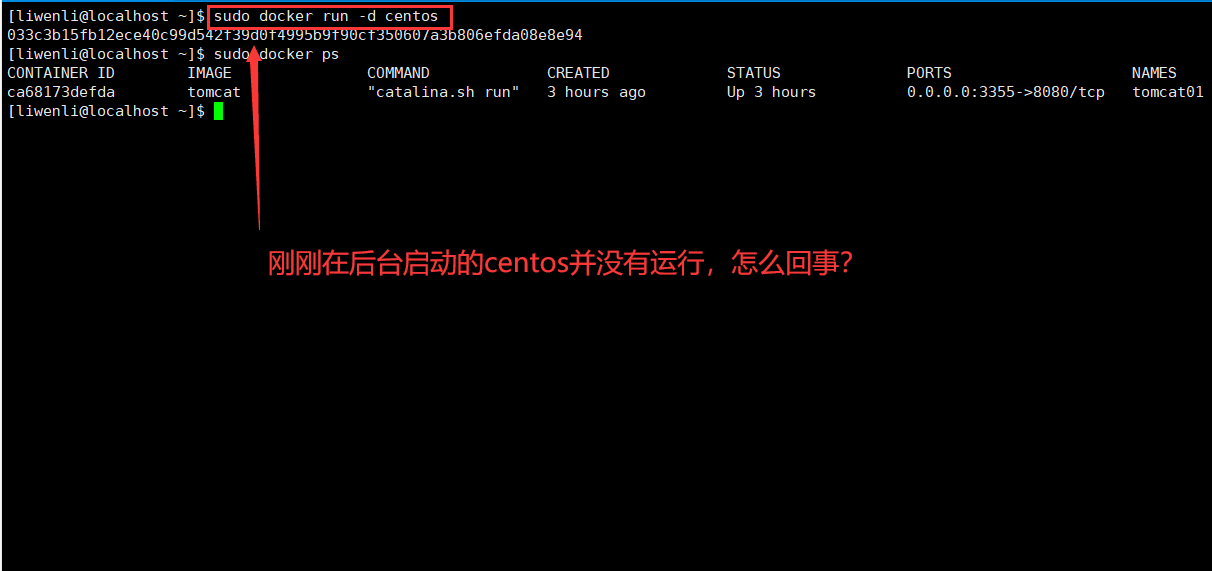 [liwenli@localhost ~]$ sudo docker run -d centos
033c3b15fb12ece40c99d542f39d0f4995b9f90cf350607a3b806efda08e8e94
[liwenli@localhost ~]$ sudo docker ps
CONTAINER ID IMAGE COMMAND CREATED STATUS PORTS NAMES
ca68173defda tomcat "catalina.sh run" 3 hours ago Up 3 hours 0.0.0.0:3355->8080/tcp tomcat01
[liwenli@localhost ~]$
刚刚在后台启动的centos并没有运行，怎么回事？